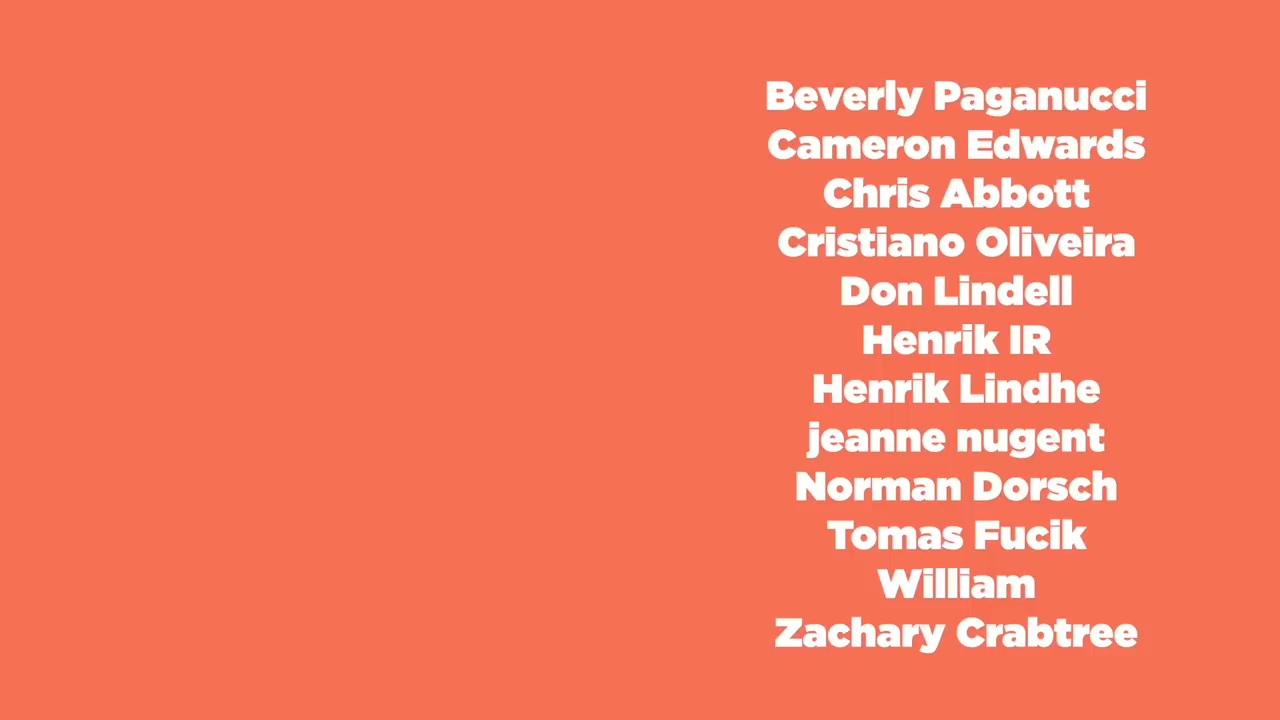 Beverly Paganucci
Cameron Edwards
Chris Abbott
Cristiano Oliveira
Don Lindell
Henrik IR
Henrik Lindhe
jeanne nugent
Norman Dorsch
Tomas Fucik
William
Zachary Crabtree